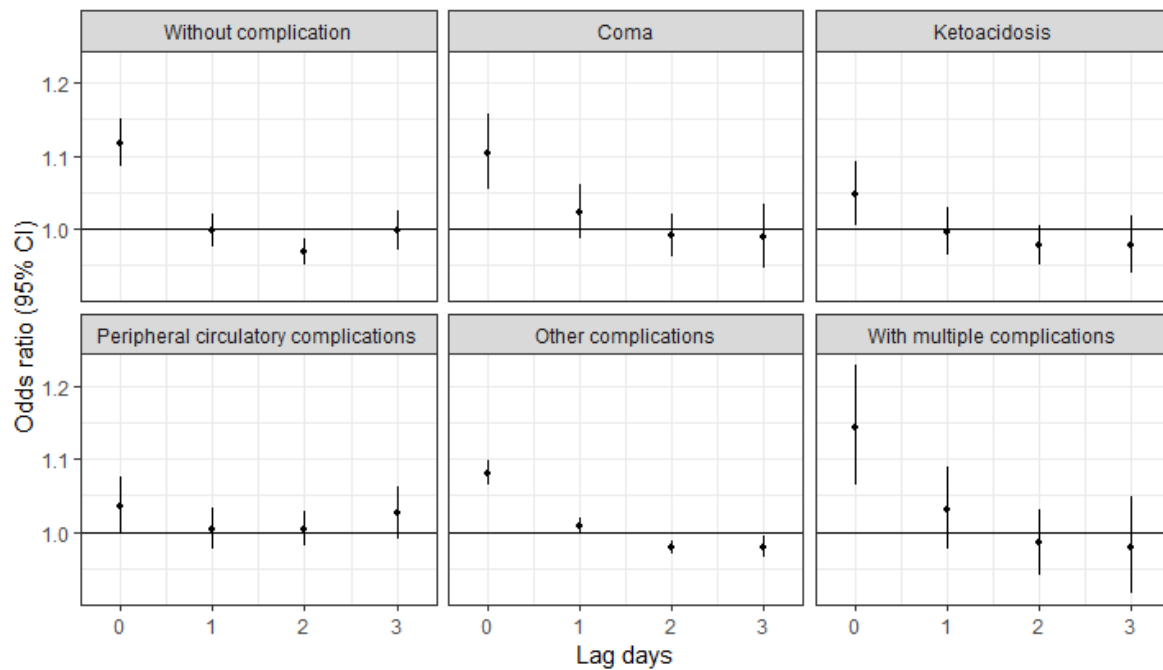 Without complication
Coma
Ketoacidosis
1.2
1.1
1.0
Peripheral circulatory complications
Other complications
With multiple complications
1.2
1.1
1.0
0 1 2 3
0 1 2 3
0 1 2 3
Lag days
Odds ratio (95% CI)